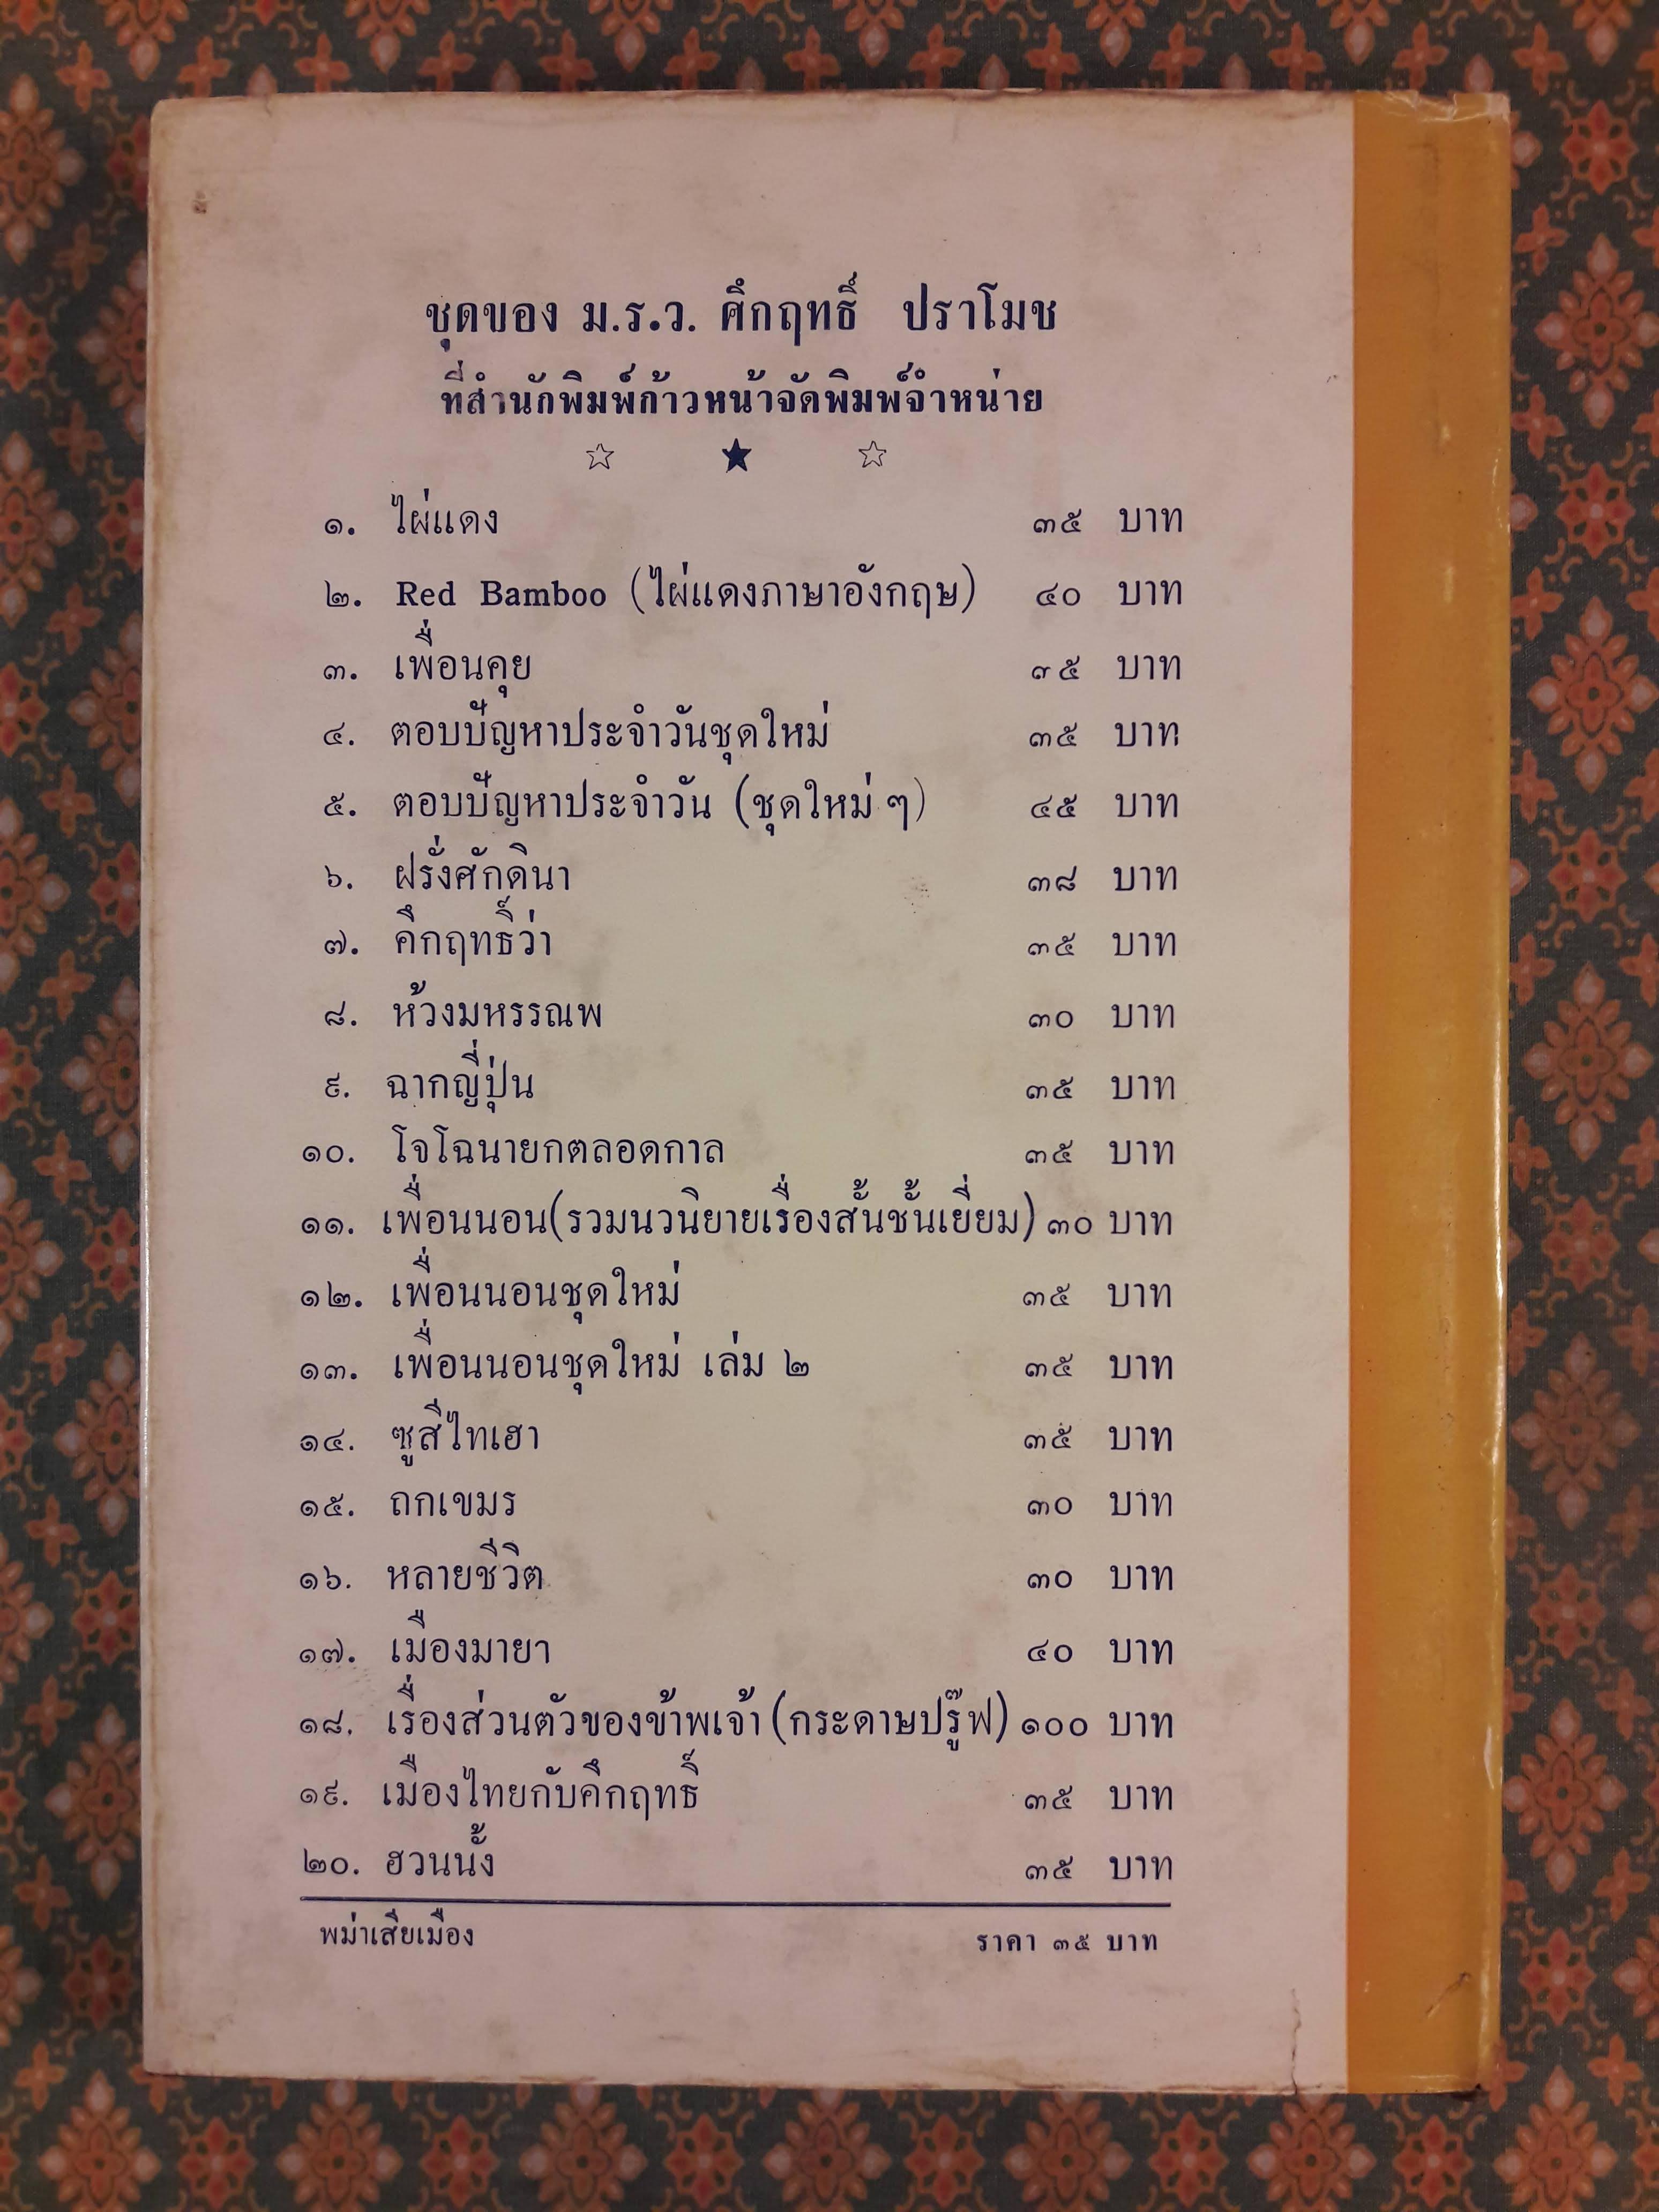 ชุดของ ม.ร.ว. คึกฤทธิ์ ปราโมช
ที่สำนักพิมพ์ก้าวหน้าจัดพิมพ์จำหน่าย
☆ ★ ☆
๑. ไผ่แดง ๓๕ บาท
๒. Red Bamboo (ไผ่แดงภาษาอังกฤษ) ๔๐ บาท
๓. เพื่อนคุย บาท
๔. ตอบปัญหาประจำวันชุดใหม่ ๓๕ บาท
๕. ตอบปัญหาประจำวัน (ชุดใหม่ ๆ) ๔๕ บาท
๖. ฝรั่งศักดินา ๓๘ บาท
๗. คึกฤทธิ์ว่า ๓๕ บาท
๘. ห้วงมหรรณพ ๓๐ บาท
๙. ฉากญี่ปุ่น ๓๕ บาท
๑๐. โจโฉนายกตลอดกาล ๓๕ บาท
๑๑. เพื่อนนอน(รวมนวนิยายเรื่องสั้นชั้นเยี่ยม) ๓๐ บาท
๑๒. เพื่อนนอนชุดใหม่ ๓๕ บาท
๑๓. เพื่อนนอนชุดใหม่ เล่ม ๒ ๓๕ บาท
๑๔. ซูสีไทเฮา ๓๕ บาท
๑๕. ถกเขมร ๓๐ บาท
๑๖. หลายชีวิต ๓๐ บาท
๑๗. เมืองมายา ๔๐ บาท
๑๘. เรื่องส่วนตัวของข้าพเจ้า (กระดาษปรู๊ฟ) ๑๐๐ บาท
๑๙. เมืองไทยกับคึกฤทธิ์ ๓๕ บาท
๒๐. ฮวนนั้ง ๓๕ บาท
พม่าเสียเมือง ราคา ๓๕ บาท